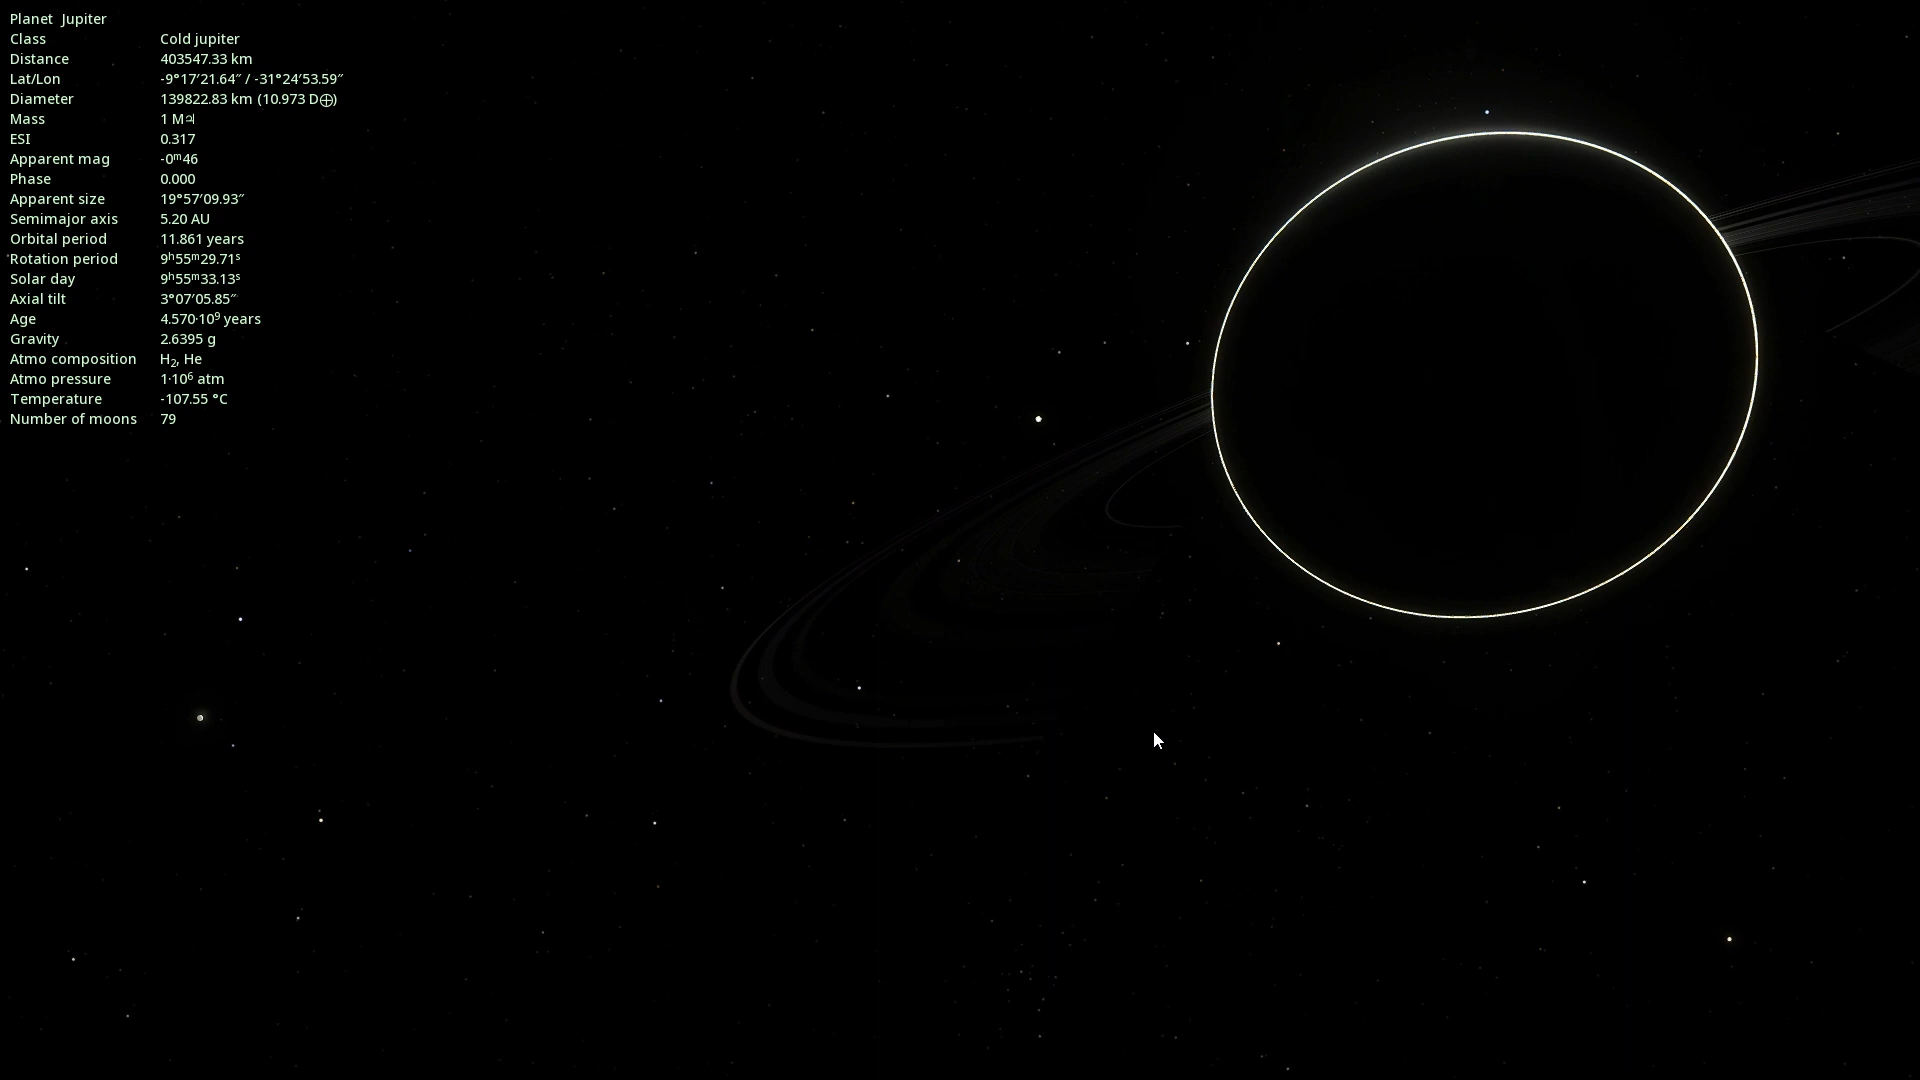 Planet Jupiter
Class Cold jupiter
Distance 403547.33 km
Lat/Lon -9°17′21.64″ / -31°24′53.59″
Diameter 139822.83 km (10.973 D⊕)
Mass 1 M♃
ESI 0.317
Apparent mag -0ᵐ46
Phase 0.000
Apparent size 19°57′09.93″
Semimajor axis 5.20 AU
Orbital period 11.861 years
Rotation period 9ʰ55ᵐ29.71ˢ
Solar day 9ʰ55ᵐ33.13ˢ
Axial tilt 3°07′05.85″
Age 4.570·10⁹ years
Gravity 2.6395 g
Atmo composition H₂, He
Atmo pressure 1·10⁶ atm
Temperature -107.55 °C
Number of moons 79